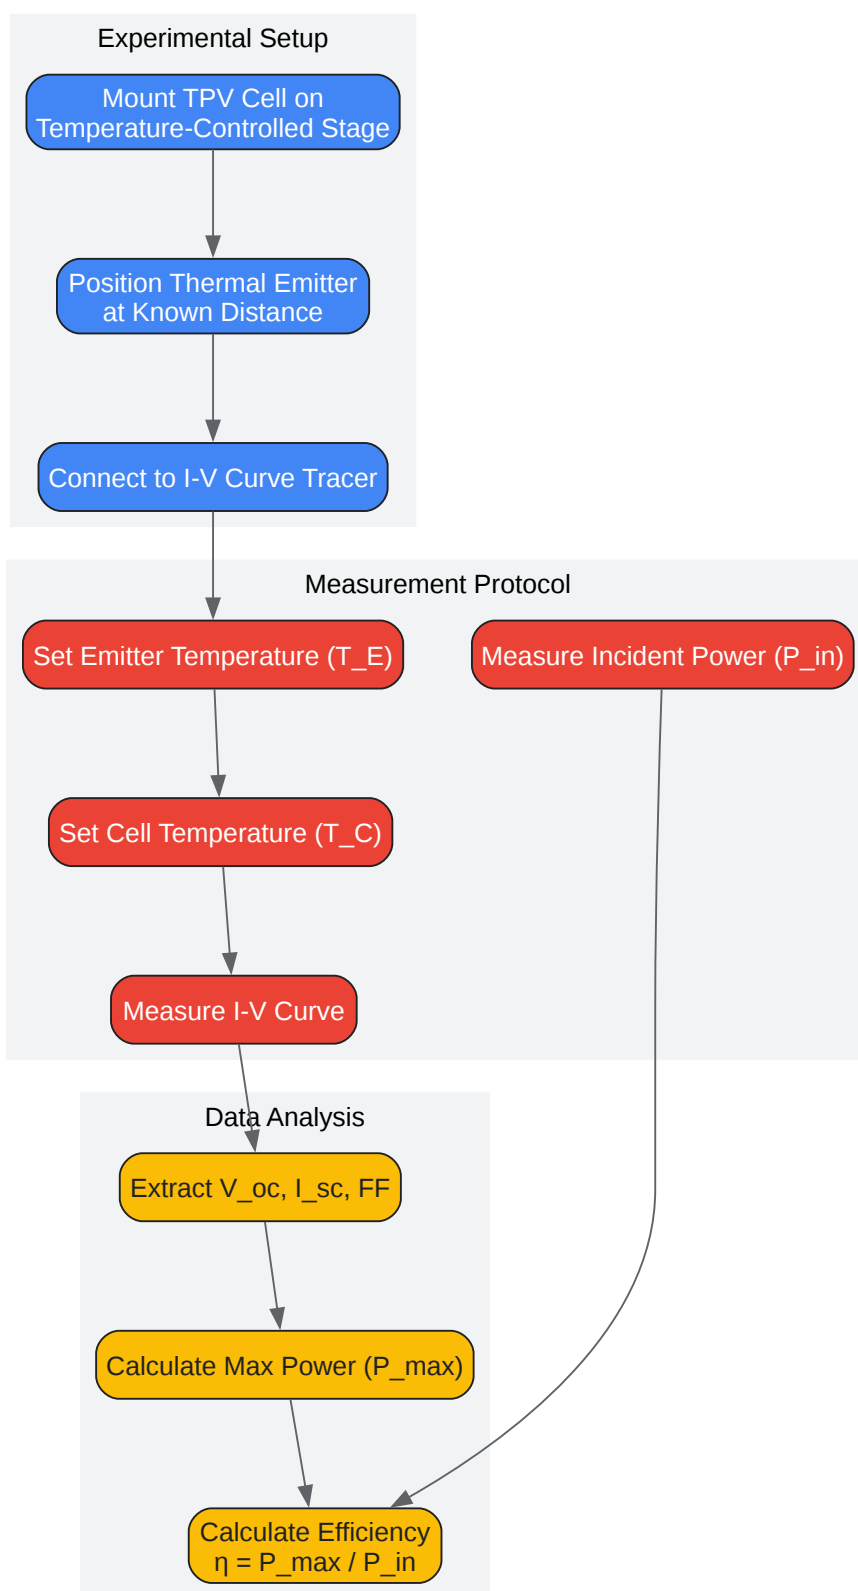 Experimental Setup
Mount TPV Cell on
Temperature-Controlled Stage
Position Thermal Emitter
at Known Distance
Connect to I-V Curve Tracer
Measurement Protocol
Set Emitter Temperature (T_E)
Measure Incident Power (P_in)
Set Cell Temperature (T_C)
Measure I-V Curve
Data Analysis
Extract V_oc, I_sc, FF
Calculate Max Power (P_max)
Calculate Efficiency
η = P_max / P_in